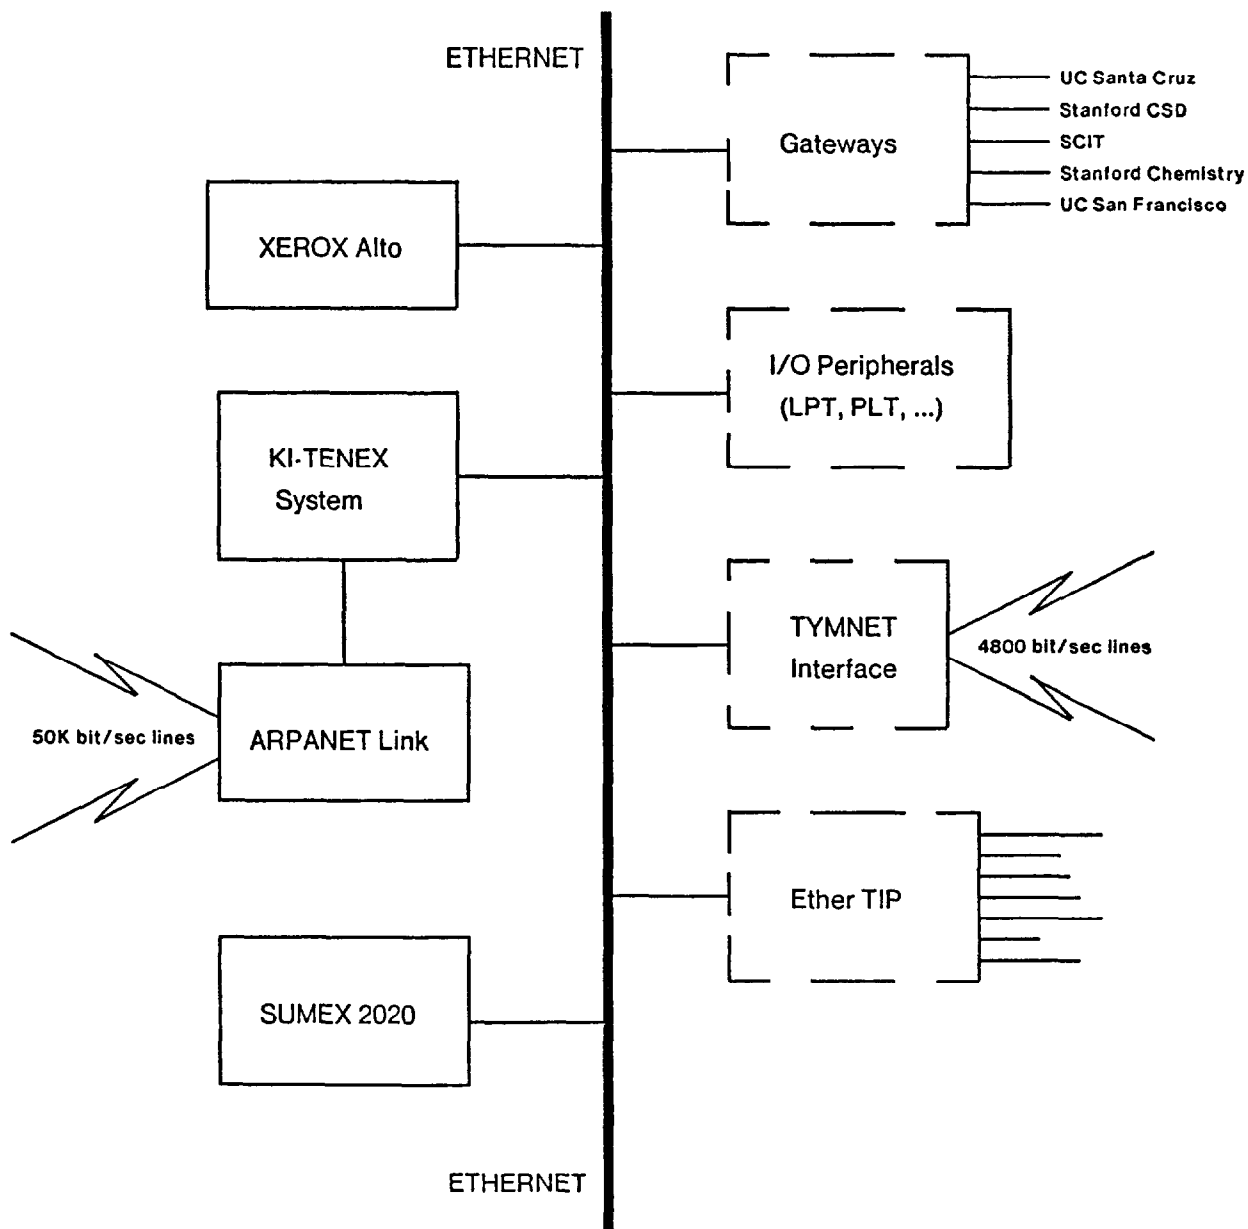 ETHERNET
UC Santa Cruz
Stanford CSD
Gateways
SCIT
Stanford Chemistry
UC San Francisco
XEROX Alto
I/O Peripherals
(LPT, PLT, ...)
KI-TENEX
System
TYMNET
Interface
4800 bit/sec lines
50K bit/sec lines
ARPANET Link
Ether TIP
SUMEX 2020
ETHERNET